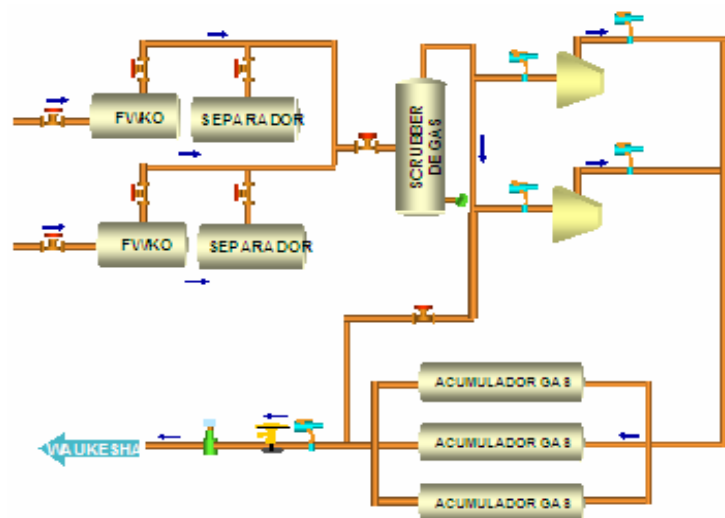 FWKO
SEPARADOR
SCRUBBER
DE GAS
FWKO
SEPARADOR
ACUMULADOR GAS
ACUMULADOR GAS
WAUKESHA
ACUMULADOR GAS